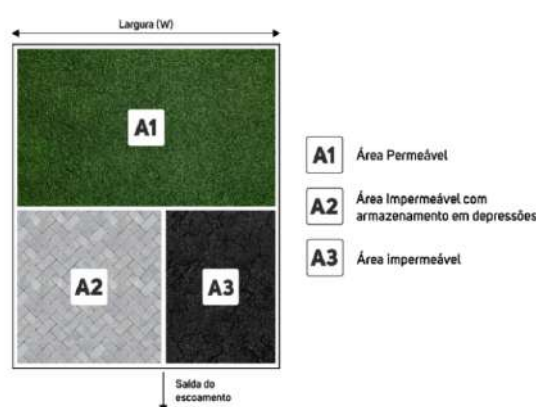 Largura (W)
A1
A2
A3
A1 Área Permeável
A2 Área Impermeável com
armazenamento em depressões
A3 Área impermeável
Saída do
escoamento